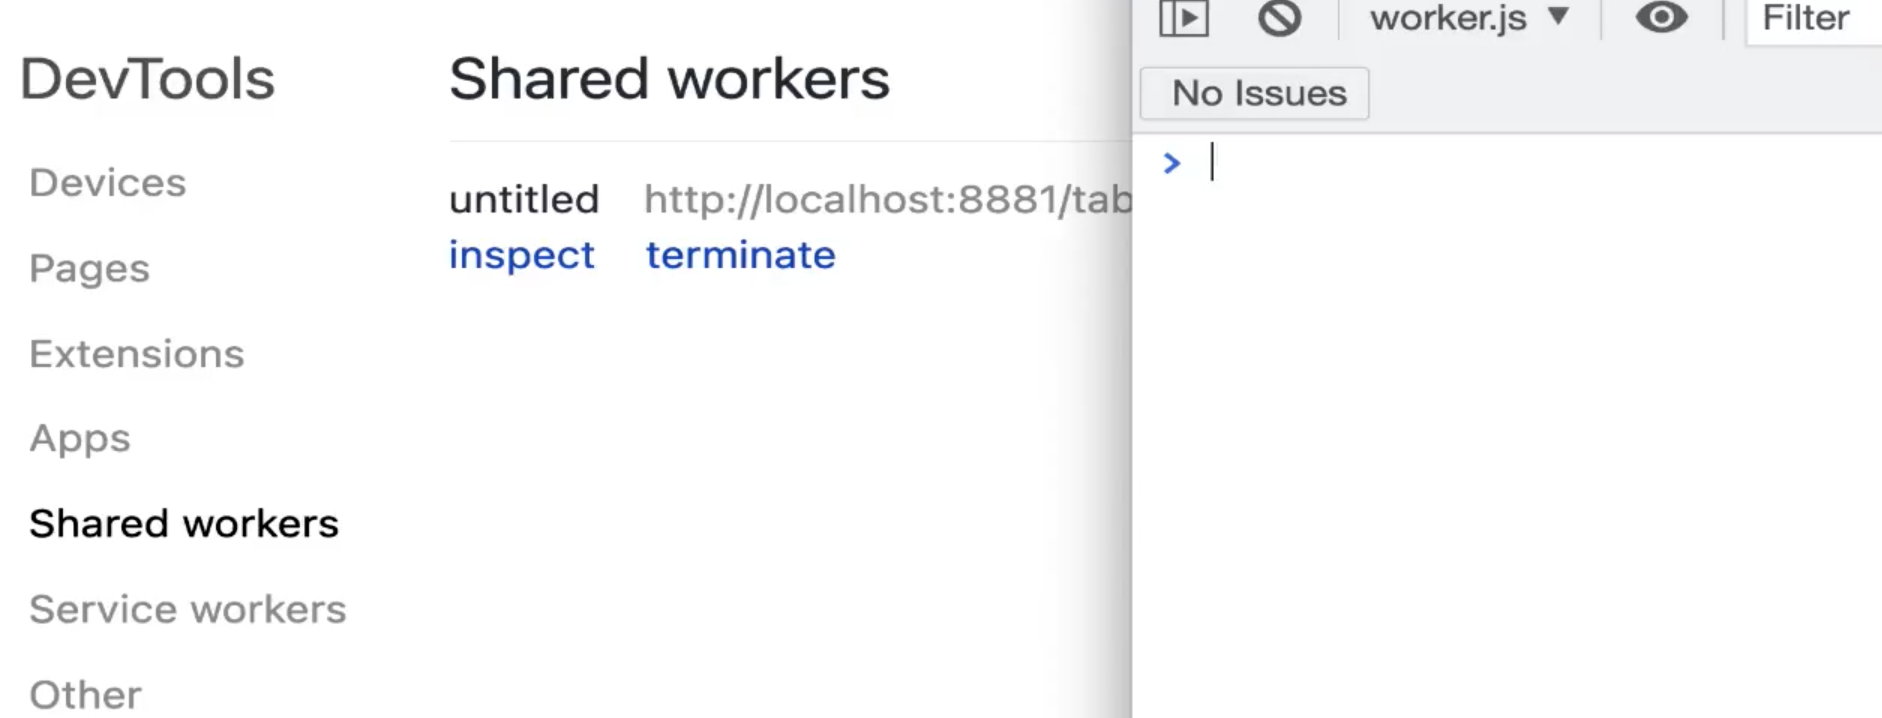 DevTools
Devices
Pages
Extensions
Apps
Shared workers
Service workers
Other
Shared workers
untitled http://localhost:8881/tab
inspect terminate
worker.js ▼ Filter
No Issues
>